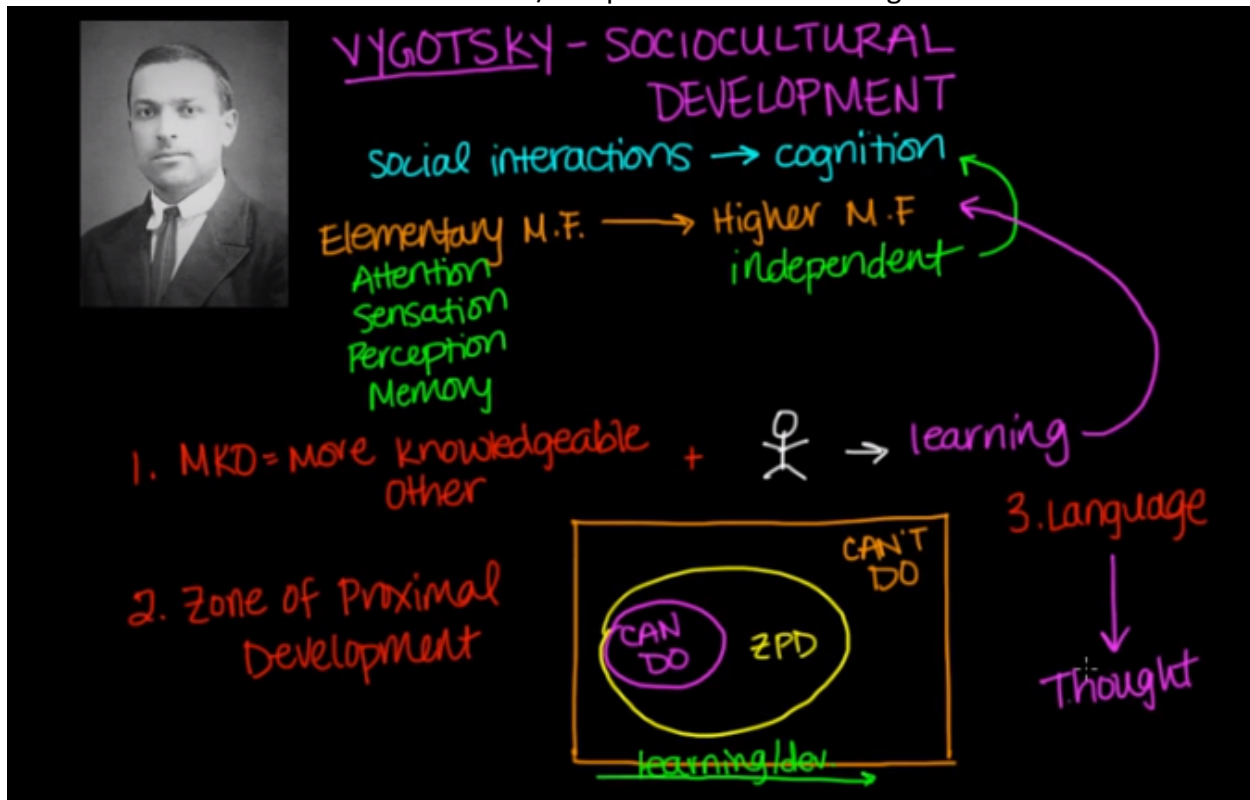 VYGOTSKY - SOCIOCULTURAL
DEVELOPMENT
social interactions → cognition
Elementary M.F. → Higher M.F
Attention
independent
Sensation
Perception
Memory
1. MKO = More Knowledgeable + → learning
Other
3. Language
CAN'T
DO
2. Zone of Proximal
Development
CAN
DO
ZPD
Thought
learning/dev.